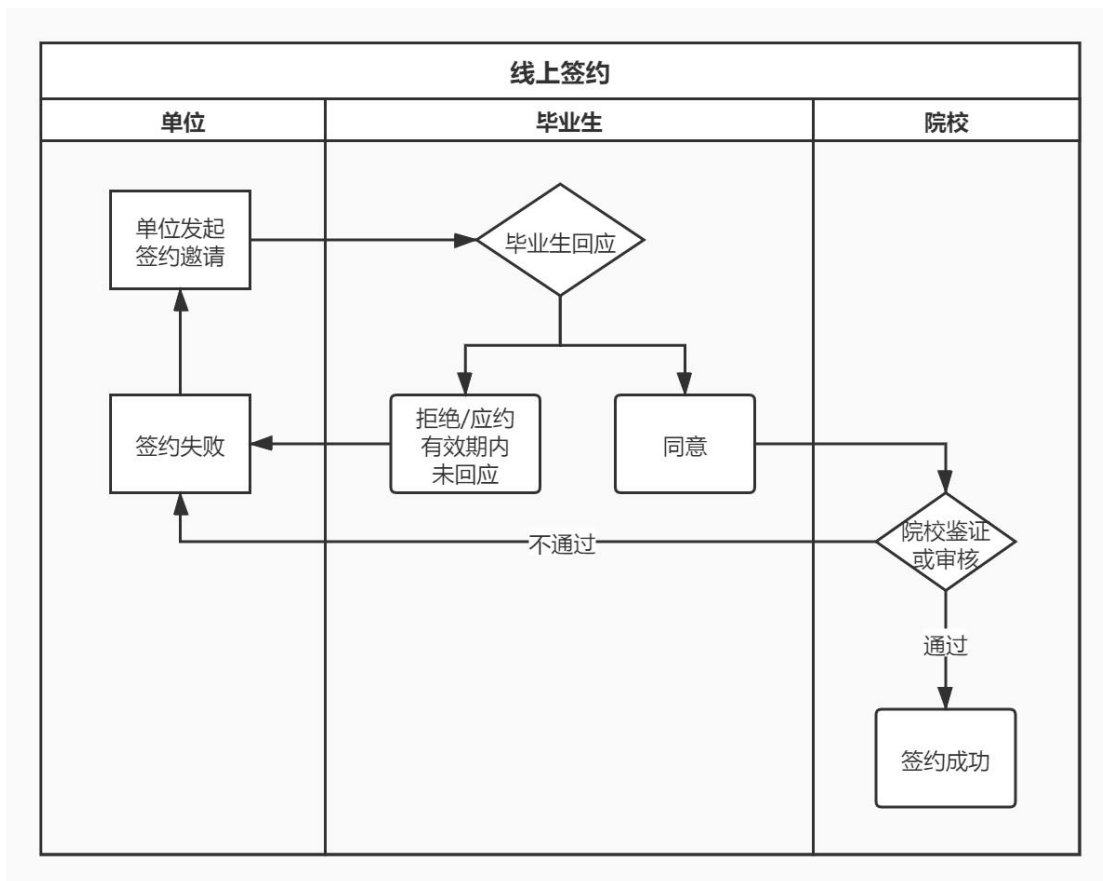 线上签约
单位
毕业生
院校
单位发起
签约邀请
毕业生回应
签约失败
拒绝/应约
有效期内
未回应
同意
院校鉴证
或审核
不通过
通过
签约成功